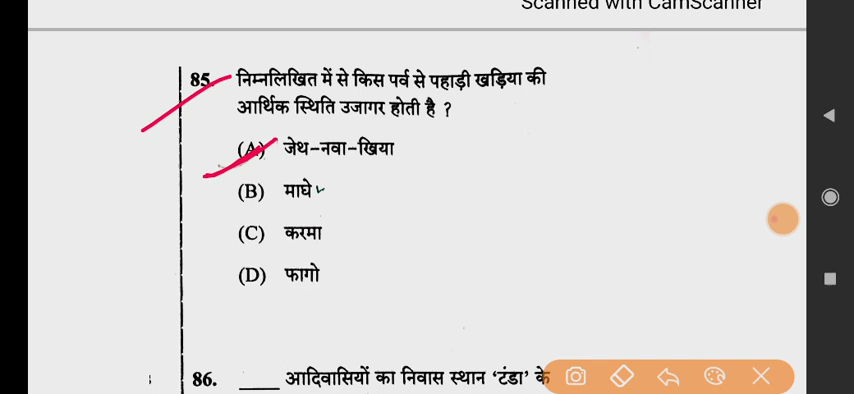 Scanned with CamScanner
85. निम्नलिखित में से किस पर्व से पहाड़ी खड़िया की
आर्थिक स्थिति उजागर होती है ?
(A) जेथ-नवा-खिया
(B) माघे
(C) करमा
(D) फागो
86. ____ आदिवासियों का निवास स्थान ‘टंडा’ के